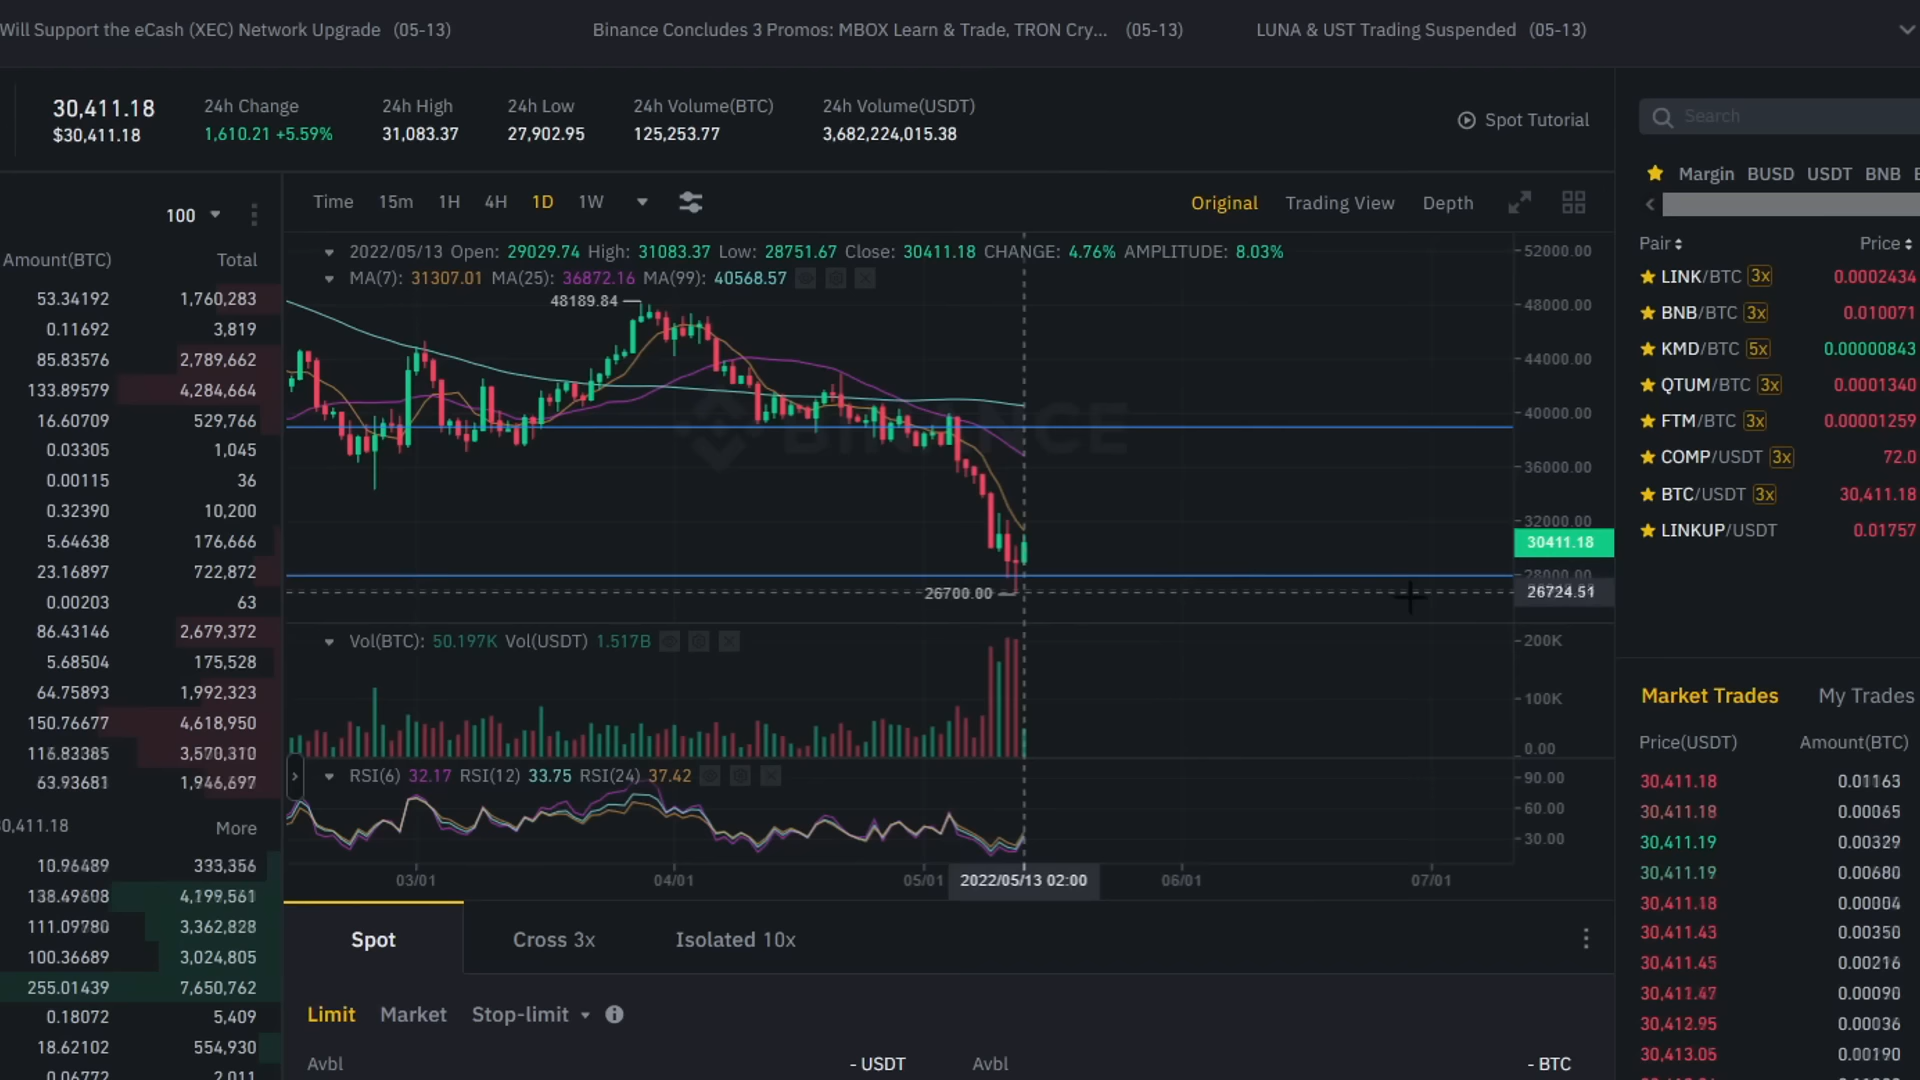 Will Support the eCash (XEC) Network Upgrade (05-13)
Binance Concludes 3 Promos: MBOX Learn & Trade, TRON Cry... (05-13)
LUNA & UST Trading Suspended (05-13)
30,411.18
$30,411.18
24h Change
1,610.21 +5.59%
24h High
31,083.37
24h Low
27,902.95
24h Volume(BTC)
125,253.77
24h Volume(USDT)
3,682,224,015.38
Spot Tutorial
Search
100
Amount(BTC) Total
53.34192 1,760,283
0.11692 3,819
85.83576 2,789,662
133.89579 4,284,664
16.60709 529,766
0.03305 1,045
0.00115 36
0.32390 10,200
5.64638 176,666
23.16897 722,872
0.00203 63
86.43146 2,679,372
5.68504 175,528
64.75893 1,992,323
150.76677 4,618,950
116.83385 3,570,310
63.93681 1,946,697
0,411.18 More
10.96489 333,356
138.49608 4,199,561
111.09780 3,362,828
100.36689 3,024,805
255.01439 7,650,762
0.18072 5,409
18.62102 554,930
0.06772 2,011
Time 15m 1H 4H 1D 1W
Original Trading View Depth
2022/05/13 Open: 29029.74 High: 31083.37 Low: 28751.67 Close: 30411.18 CHANGE: 4.76% AMPLITUDE: 8.03%
MA(7): 31307.01 MA(25): 36872.16 MA(99): 40568.57
48189.84
BINANCE
26700.00
52000.00
48000.00
44000.00
40000.00
36000.00
32000.00
30411.18
28000.00
26724.51
Vol(BTC): 50.197K Vol(USDT) 1.517B
200K
100K
0.00
RSI(6) 32.17 RSI(12) 33.75 RSI(24) 37.42
90.00
60.00
30.00
03/01 04/01 05/01 2022/05/13 02:00 06/01 07/01
Spot Cross 3x Isolated 10x
Limit Market Stop-limit
Avbl - USDT Avbl - BTC
Margin BUSD USDT BNB
Pair Price
LINK/BTC 3x 0.0002434
BNB/BTC 3x 0.010071
KMD/BTC 5x 0.00000843
QTUM/BTC 3x 0.0001340
FTM/BTC 3x 0.00001259
COMP/USDT 3x 72.0
BTC/USDT 3x 30,411.18
LINKUP/USDT 0.01757
Market Trades My Trades
Price(USDT) Amount(BTC)
30,411.18 0.01163
30,411.18 0.00065
30,411.19 0.00329
30,411.19 0.00680
30,411.18 0.00004
30,411.43 0.00350
30,411.45 0.00216
30,411.47 0.00090
30,412.95 0.00036
30,413.05 0.00190